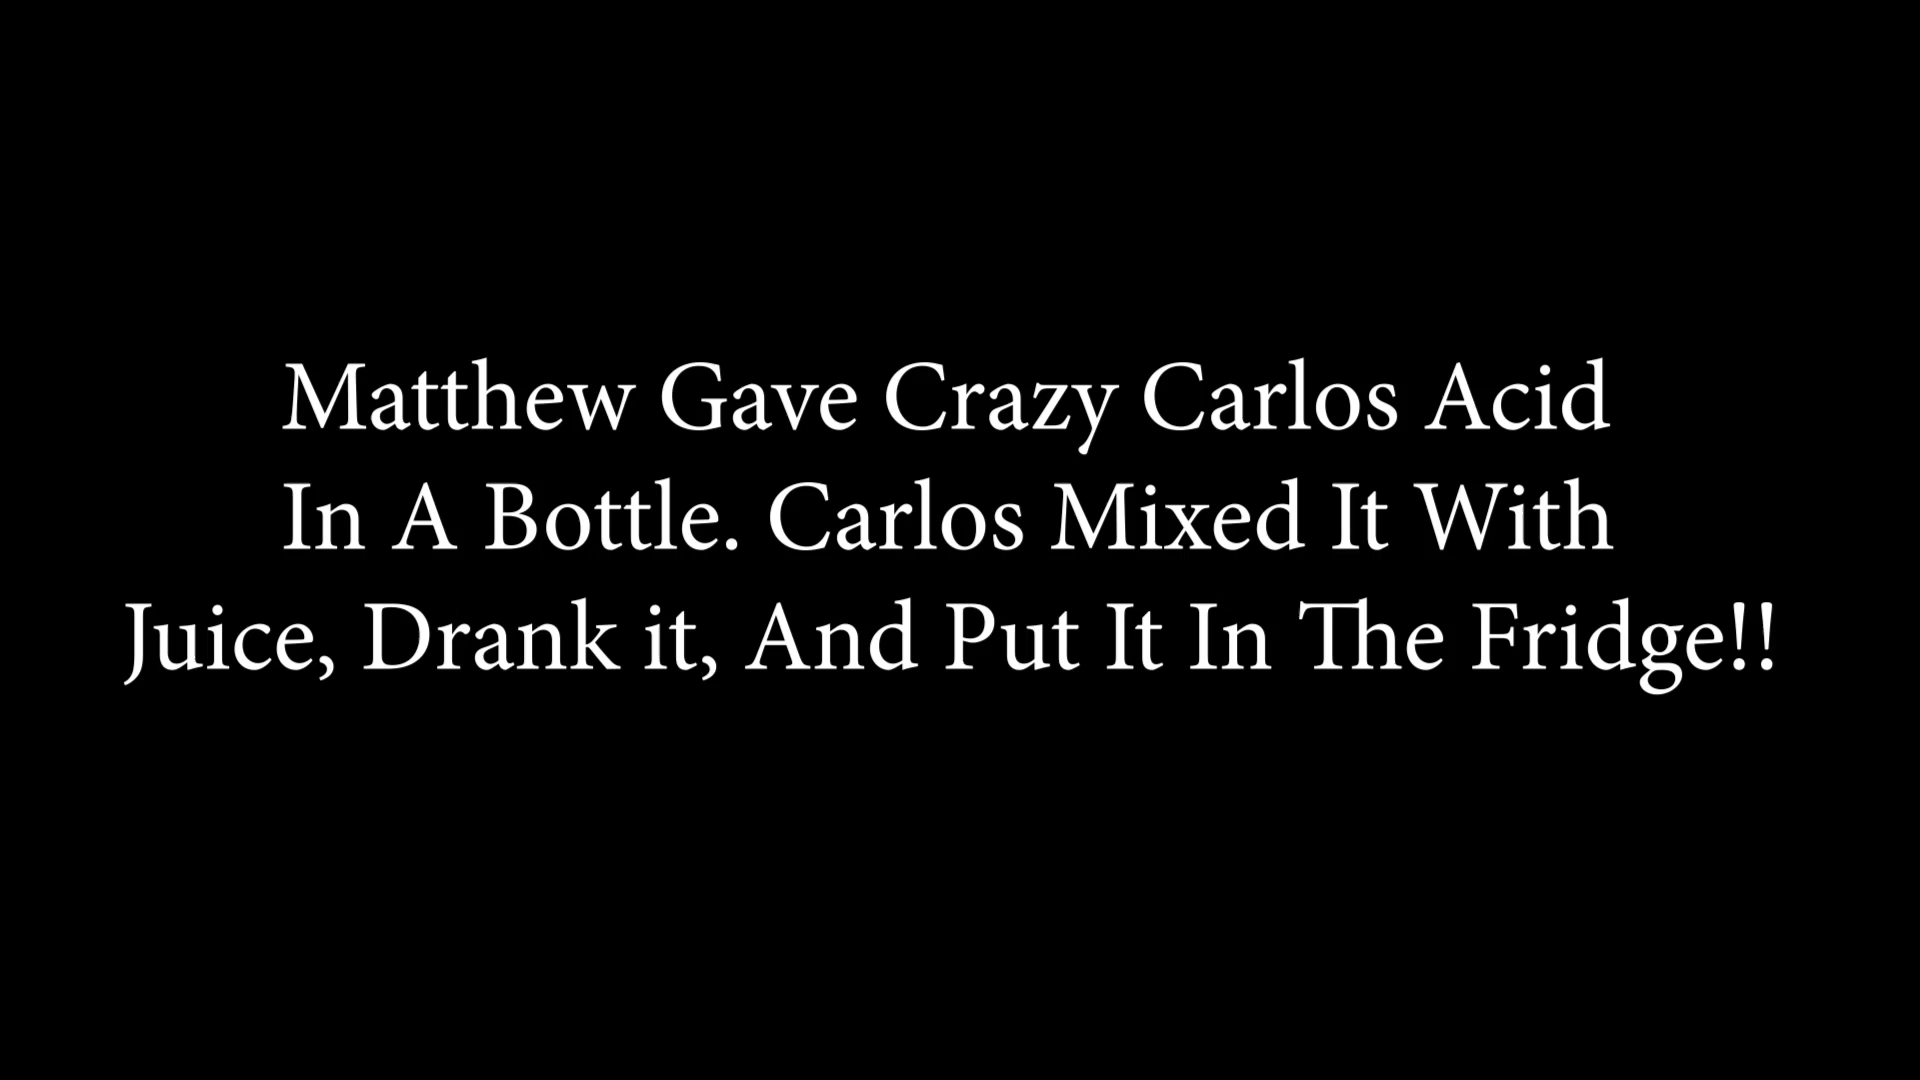 Matthew Gave Crazy Carlos Acid
In A Bottle. Carlos Mixed It With
Juice, Drank it, And Put It In The Fridge!!